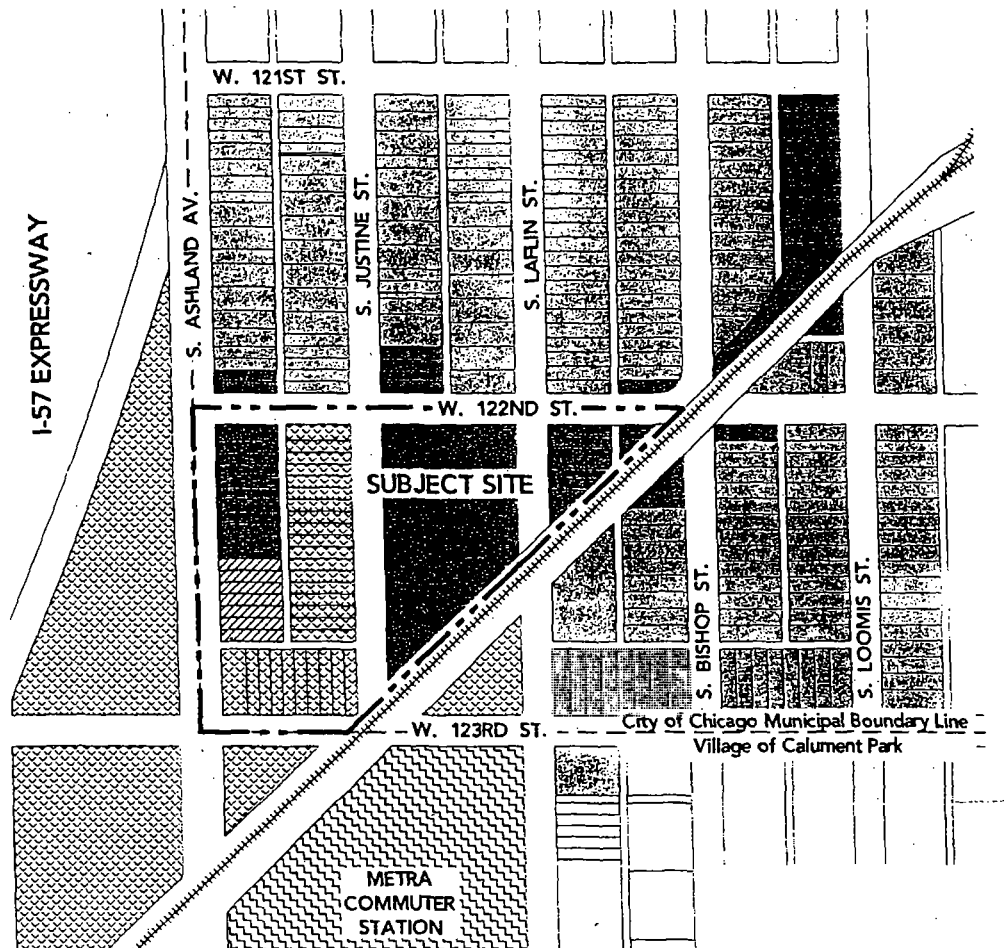 W. 121ST ST.
I-57 EXPRESSWAY
S. ASHLAND AV.
S. JUSTINE ST.
S. LAFLIN ST.
W. 122ND ST.
SUBJECT SITE
S. BISHOP ST.
S. LOOMIS ST.
W. 123RD ST.
City of Chicago Municipal Boundary Line
Village of Calument Park
METRA
COMMUTER
STATION